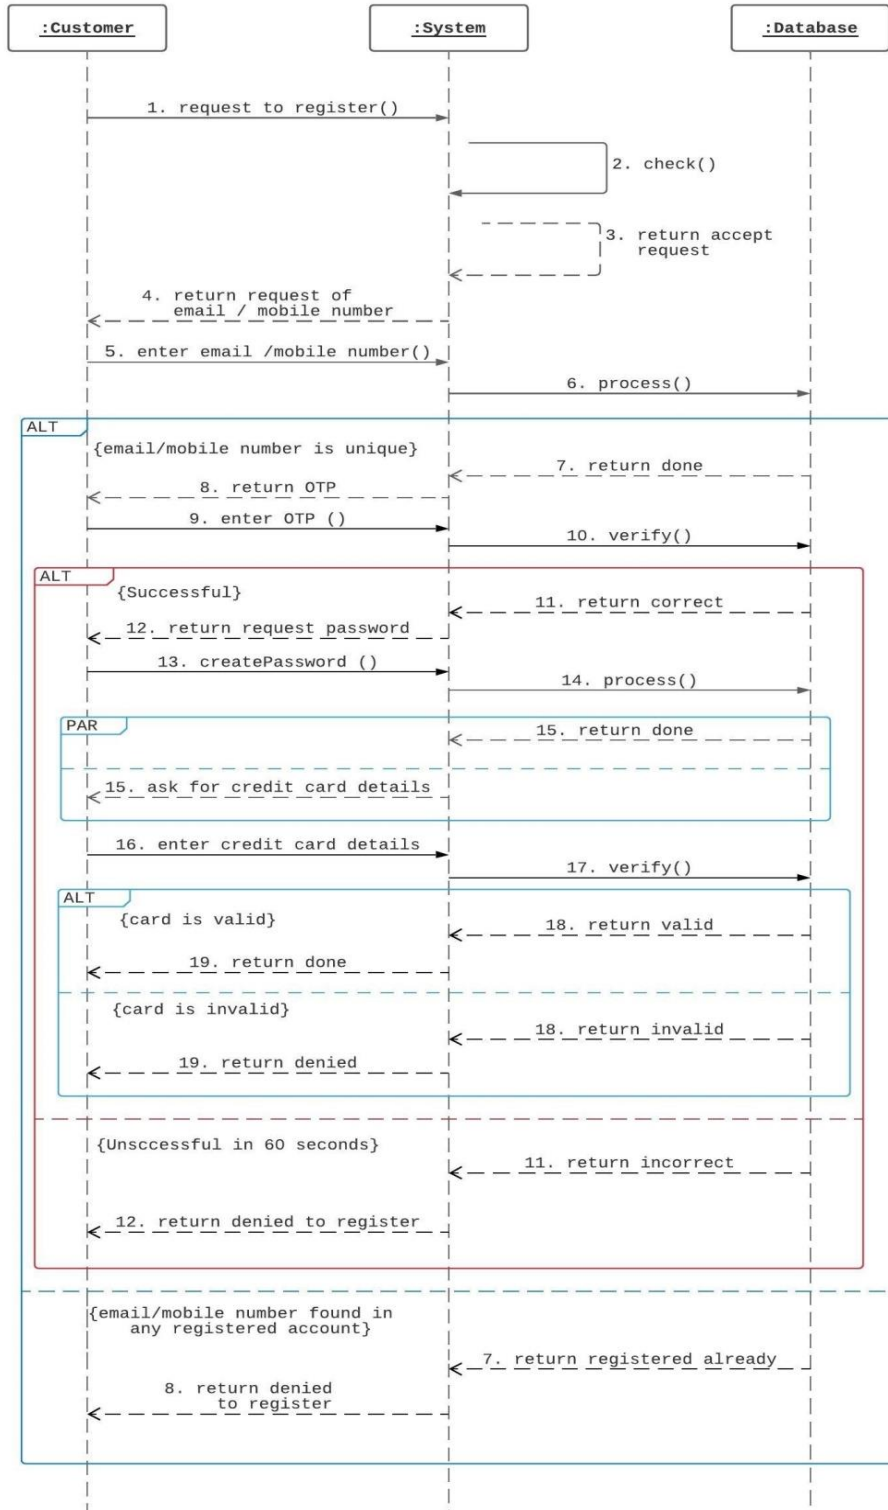 :Customer
:System
:Database
1. request to register()
2. check()
3. return accept
request
4. return request of
email / mobile number
5. enter email /mobile number()
6. process()
ALT
{email/mobile number is unique}
7. return done
8. return OTP
9. enter OTP ()
10. verify()
ALT
{Successful}
11. return correct
12. return request password
13. createPassword ()
14. process()
PAR
15. return done
15. ask for credit card details
16. enter credit card details
17. verify()
ALT
{card is valid}
18. return valid
19. return done
{card is invalid}
18. return invalid
19. return denied
{Unsccessful in 60 seconds}
11. return incorrect
12. return denied to register
{email/mobile number found in
any registered account}
7. return registered already
8. return denied
to register